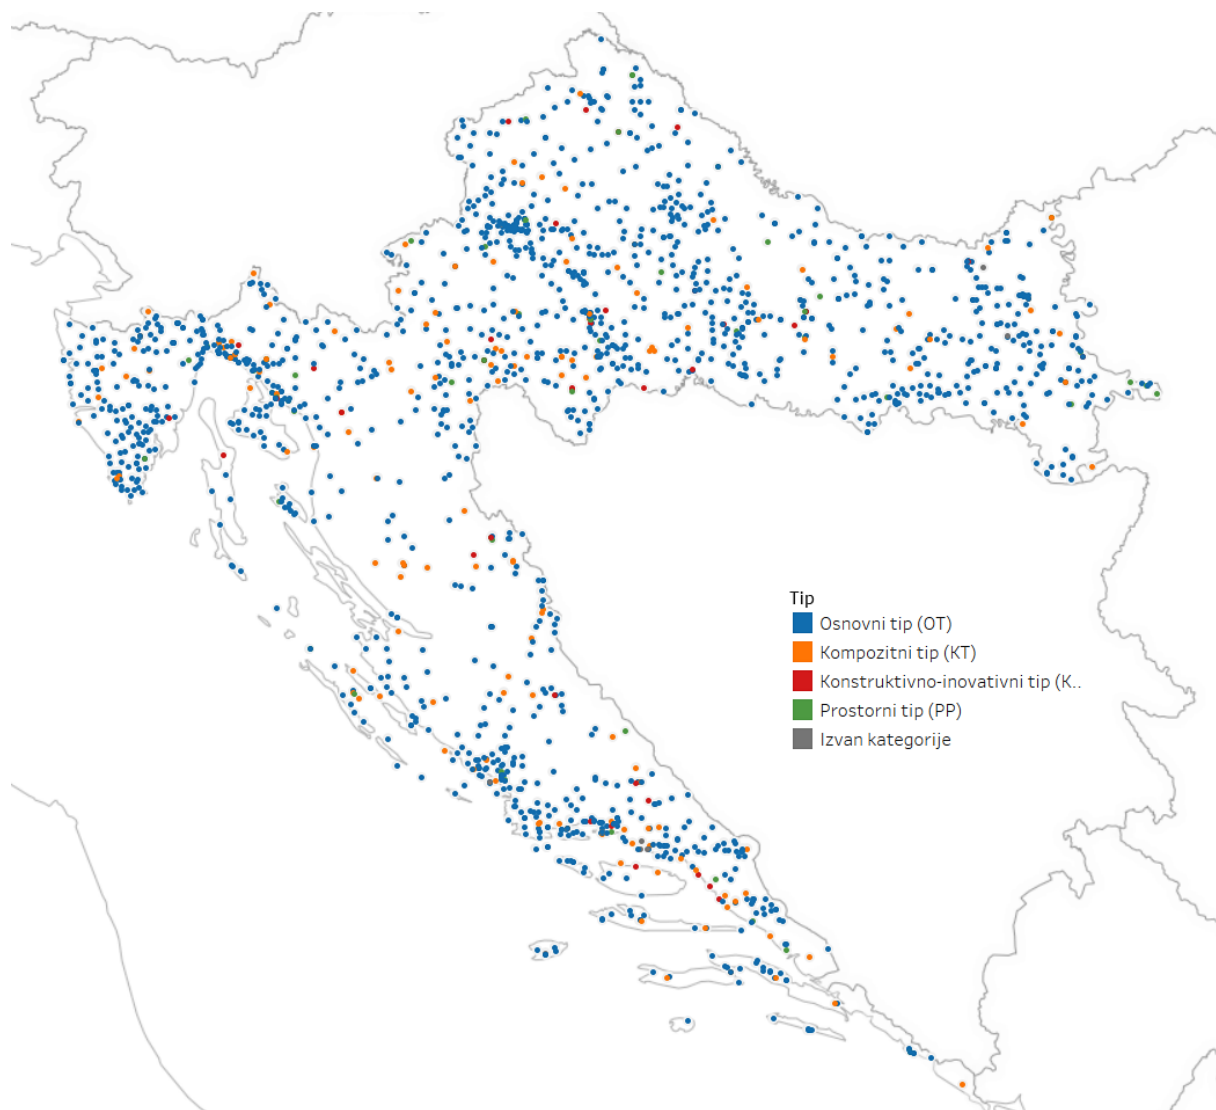 Tip
Osnovni tip (OT)
Kompozitni tip (KT)
Konstruktivno-inovativni tip (K..
Prostorni tip (PP)
Izvan kategorije